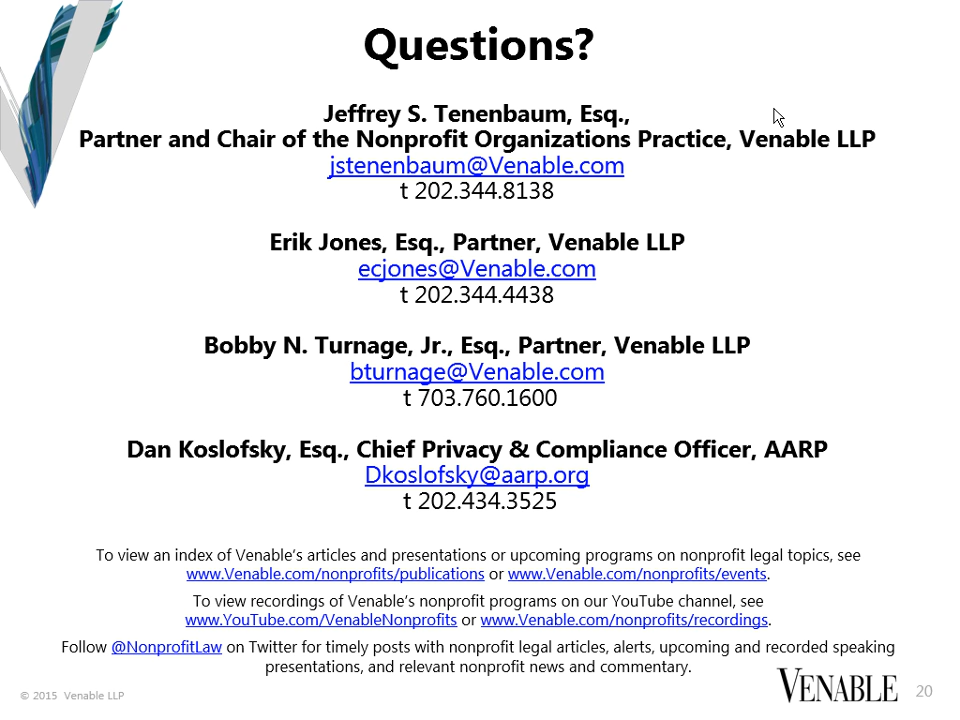 Questions?
Jeffrey S. Tenenbaum, Esq.,
Partner and Chair of the Nonprofit Organizations Practice, Venable LLP
jstenenbaum@Venable.com
t 202.344.8138
Erik Jones, Esq., Partner, Venable LLP
ecjones@Venable.com
t 202.344.4438
Bobby N. Turnage, Jr., Esq., Partner, Venable LLP
bturnage@Venable.com
t 703.760.1600
Dan Koslofsky, Esq., Chief Privacy & Compliance Officer, AARP
Dkoslofsky@aarp.org
t 202.434.3525
To view an index of Venable’s articles and presentations or upcoming programs on nonprofit legal topics, see
www.Venable.com/nonprofits/publications or www.Venable.com/nonprofits/events.
To view recordings of Venable’s nonprofit programs on our YouTube channel, see
www.YouTube.com/VenableNonprofits or www.Venable.com/nonprofits/recordings.
Follow @NonprofitLaw on Twitter for timely posts with nonprofit legal articles, alerts, upcoming and recorded speaking
presentations, and relevant nonprofit news and commentary.
© 2015 Venable LLP
VENABLE LLP
20